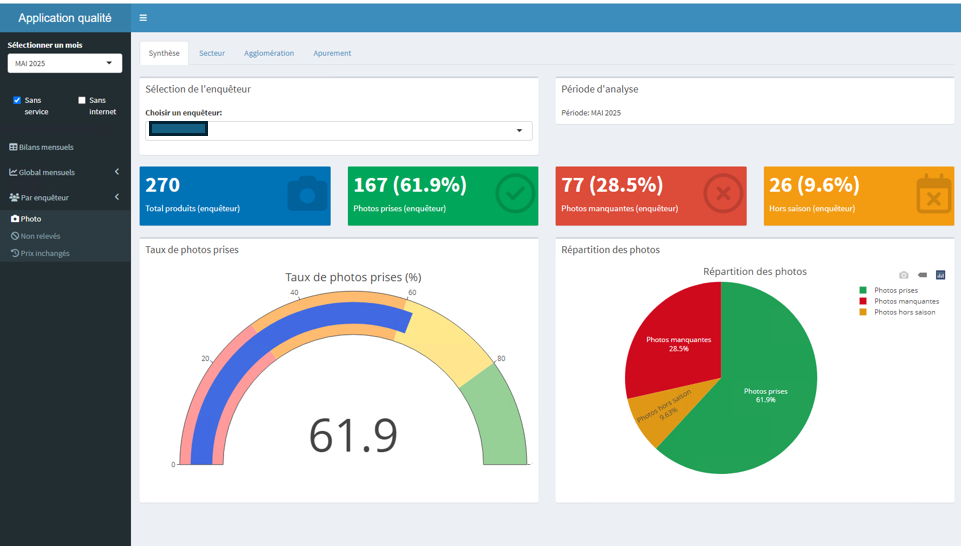 Application qualité
Sélectionner un mois
MAI 2025
Sans service
Sans internet
Bilans mensuels
Global mensuels
Par enquêteur
Photo
Non relevés
Prix inchangés
Synthèse
Secteur
Agglomération
Apurement
Sélection de l'enquêteur
Choisir un enquêteur:
Période d'analyse
Période: MAI 2025
270
Total produits (enquêteur)
167 (61.9%)
Photos prises (enquêteur)
77 (28.5%)
Photos manquantes (enquêteur)
26 (9.6%)
Hors saison (enquêteur)
Taux de photos prises
Taux de photos prises (%)
0
20
40
60
80
61.9
Répartition des photos
Répartition des photos
Photos prises
Photos manquantes
Photos hors saison
Photos manquantes
28.5%
Photos prises
61.9%
Photos hors saison
9.63%